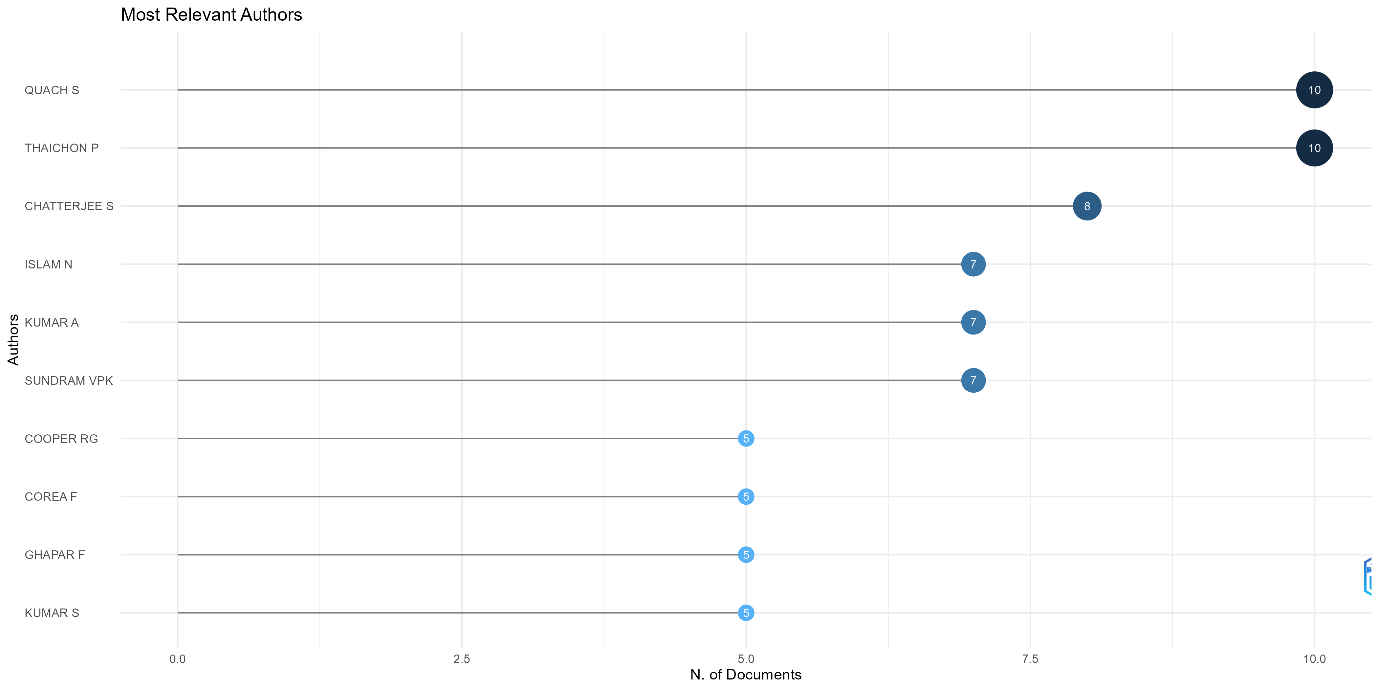 Most Relevant Authors
Authors
QUACH S 10
THAICHON P 10
CHATTERJEE S 8
ISLAM N 7
KUMAR A 7
SUNDRAM VPK 7
COOPER RG 5
COREA F 5
GHAPAR F 5
KUMAR S 5
0.0 2.5 5.0 7.5 10.0
N. of Documents